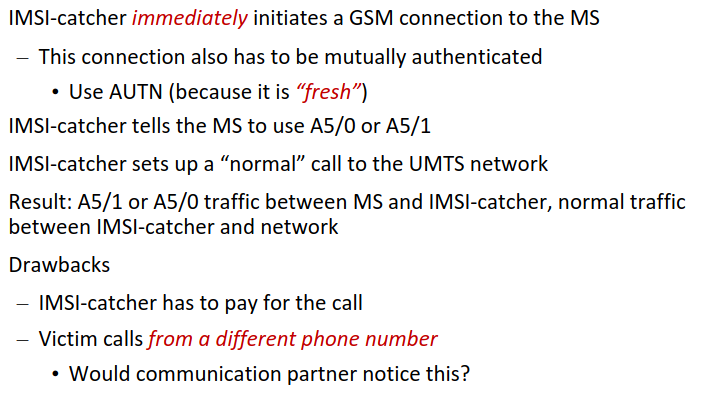 IMSI-catcher immediately initiates a GSM connection to the MS
– This connection also has to be mutually authenticated
• Use AUTN (because it is “fresh”)
IMSI-catcher tells the MS to use A5/0 or A5/1
IMSI-catcher sets up a “normal” call to the UMTS network
Result: A5/1 or A5/0 traffic between MS and IMSI-catcher, normal traffic
between IMSI-catcher and network
Drawbacks
– IMSI-catcher has to pay for the call
– Victim calls from a different phone number
• Would communication partner notice this?